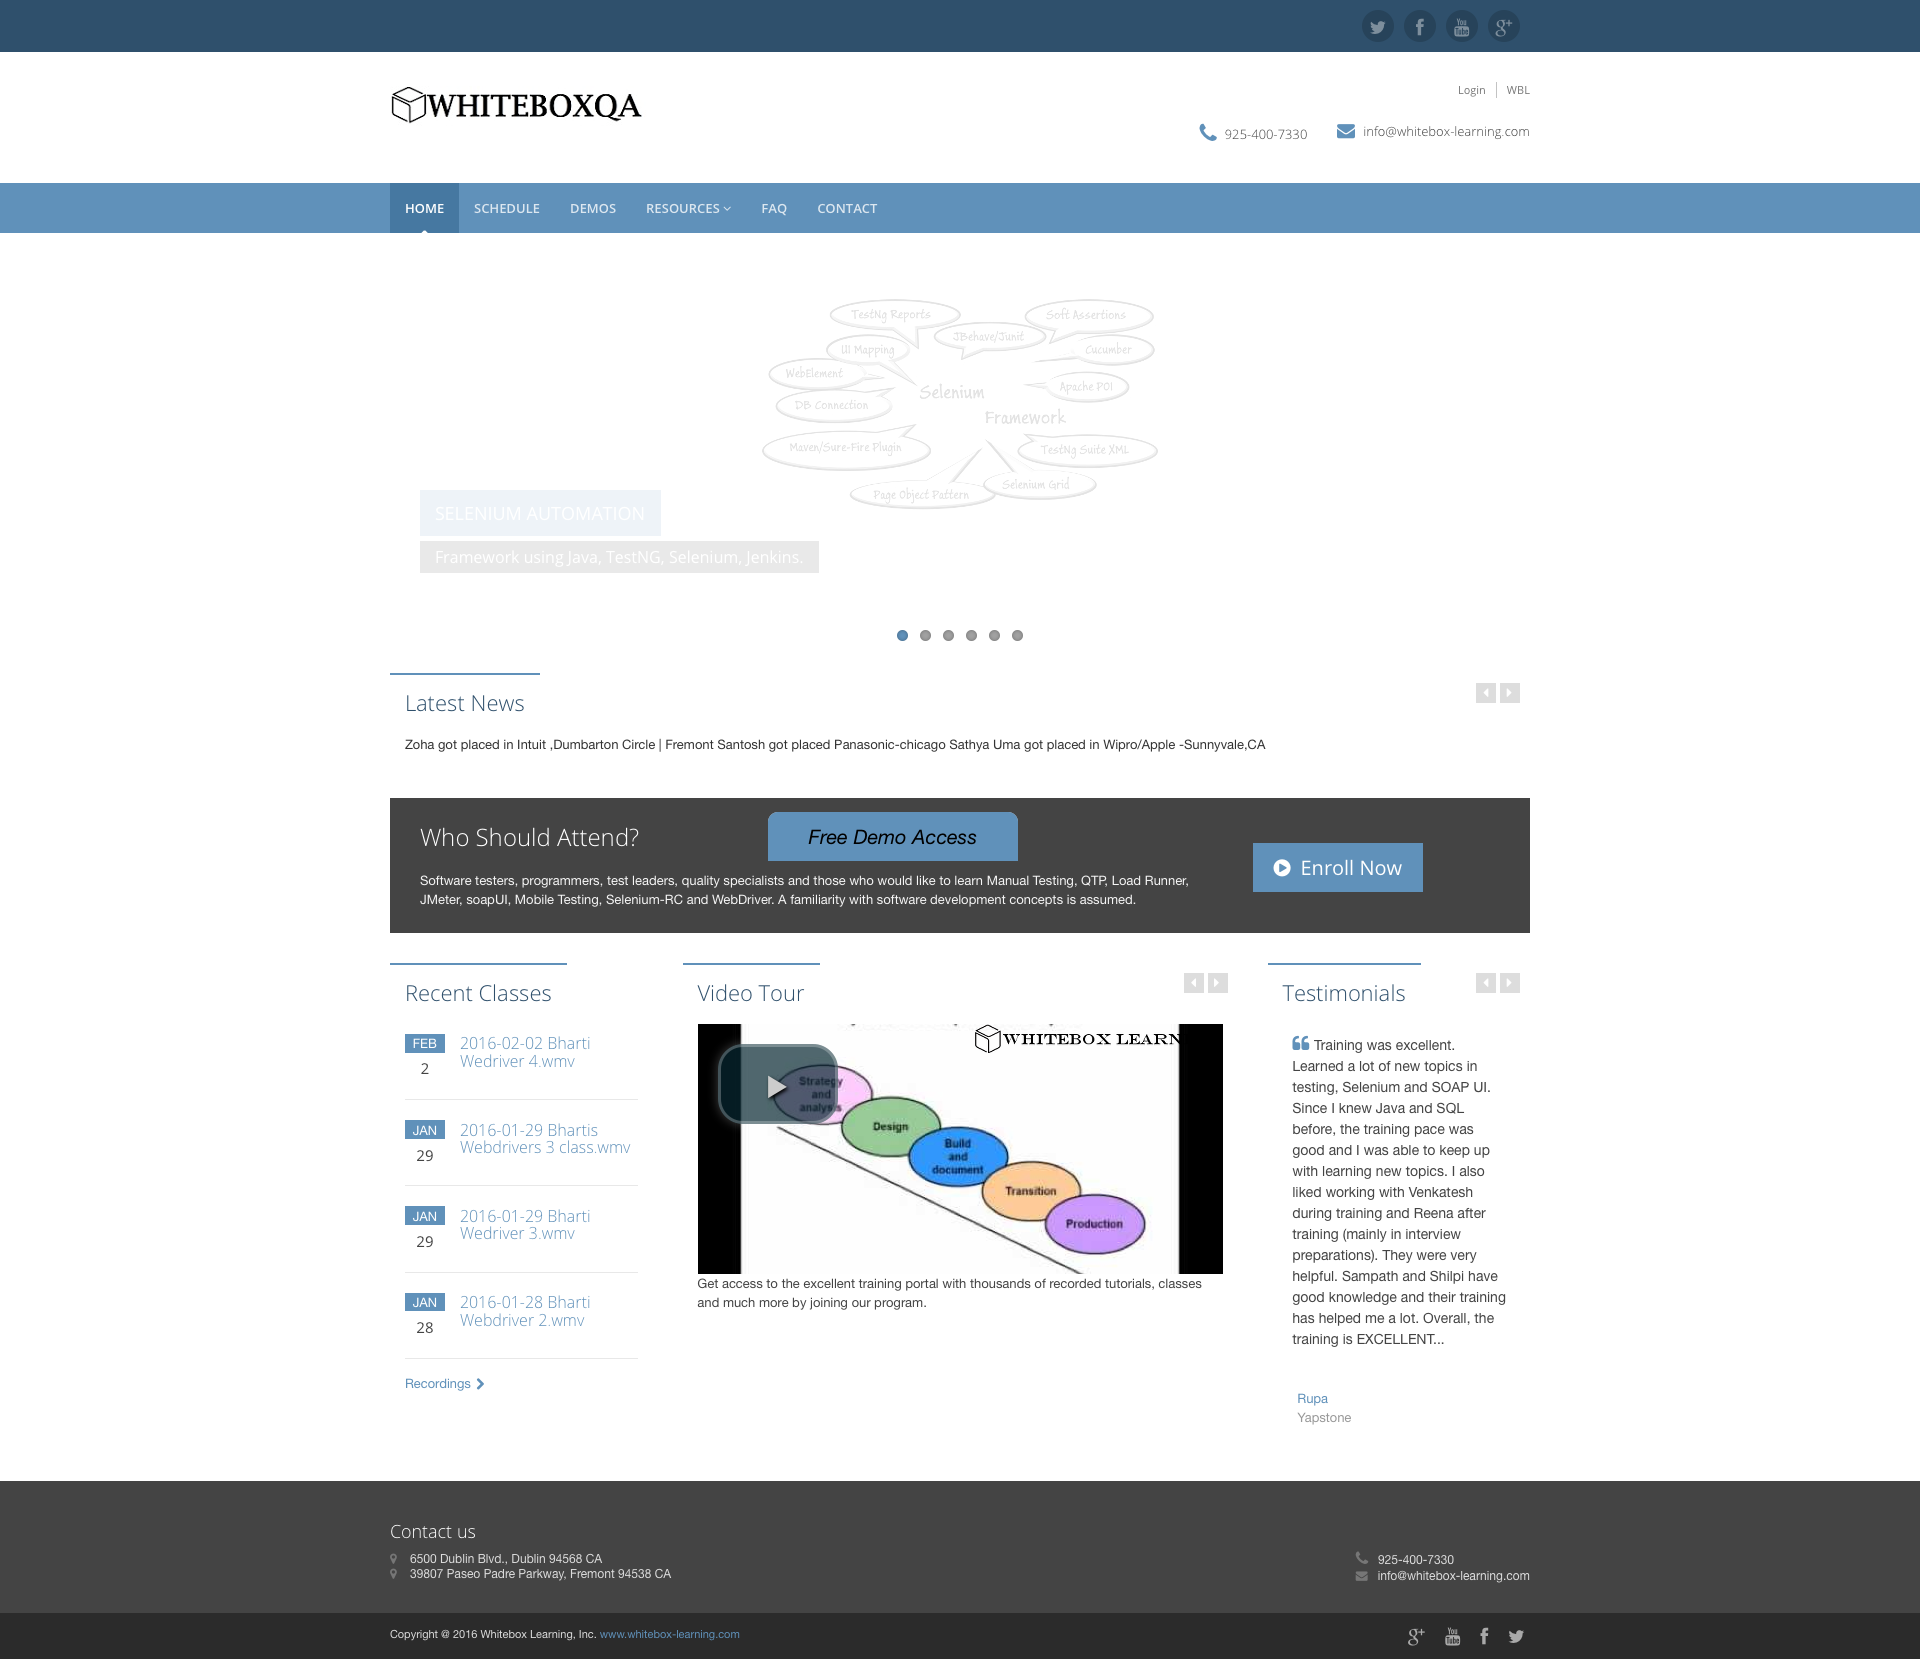 WHITEBOXQA
Login
WBL
925-400-7330
info@whitebox-learning.com
HOME
SCHEDULE
DEMOS
RESOURCES
FAQ
CONTACT
TestNg Reports
Soft Assertions
JBehave/Junit
UI Mapping
Cucumber
WebElement
Selenium
Apache POI
DB Connection
Framework
Maven/Sure-Fire Plugin
TestNg Suite XML
Page Object Pattern
Selenium Grid
SELENIUM AUTOMATION
Framework using Java, TestNG, Selenium, Jenkins.
Latest News
Zoha got placed in Intuit ,Dumbarton Circle | Fremont Santosh got placed Panasonic-chicago Sathya Uma got placed in Wipro/Apple -Sunnyvale,CA
Who Should Attend?
Free Demo Access
Software testers, programmers, test leaders, quality specialists and those who would like to learn Manual Testing, QTP, Load Runner,
JMeter, soapUI, Mobile Testing, Selenium-RC and WebDriver. A familiarity with software development concepts is assumed.
Enroll Now
Recent Classes
FEB
2
2016-02-02 Bharti
Wedriver 4.wmv
JAN
29
2016-01-29 Bhartis
Webdrivers 3 class.wmv
JAN
29
2016-01-29 Bharti
Wedriver 3.wmv
JAN
28
2016-01-28 Bharti
Webdriver 2.wmv
Recordings
Video Tour
WHITEBOX LEARN
Strategy
and
analysis
Design
Build
and
document
Transition
Production
Get access to the excellent training portal with thousands of recorded tutorials, classes
and much more by joining our program.
Testimonials
Training was excellent.
Learned a lot of new topics in
testing, Selenium and SOAP UI.
Since I knew Java and SQL
before, the training pace was
good and I was able to keep up
with learning new topics. I also
liked working with Venkatesh
during training and Reena after
training (mainly in interview
preparations). They were very
helpful. Sampath and Shilpi have
good knowledge and their training
has helped me a lot. Overall, the
training is EXCELLENT...
Rupa
Yapstone
Contact us
6500 Dublin Blvd., Dublin 94568 CA
39807 Paseo Padre Parkway, Fremont 94538 CA
925-400-7330
info@whitebox-learning.com
Copyright @ 2016 Whitebox Learning, Inc. www.whitebox-learning.com